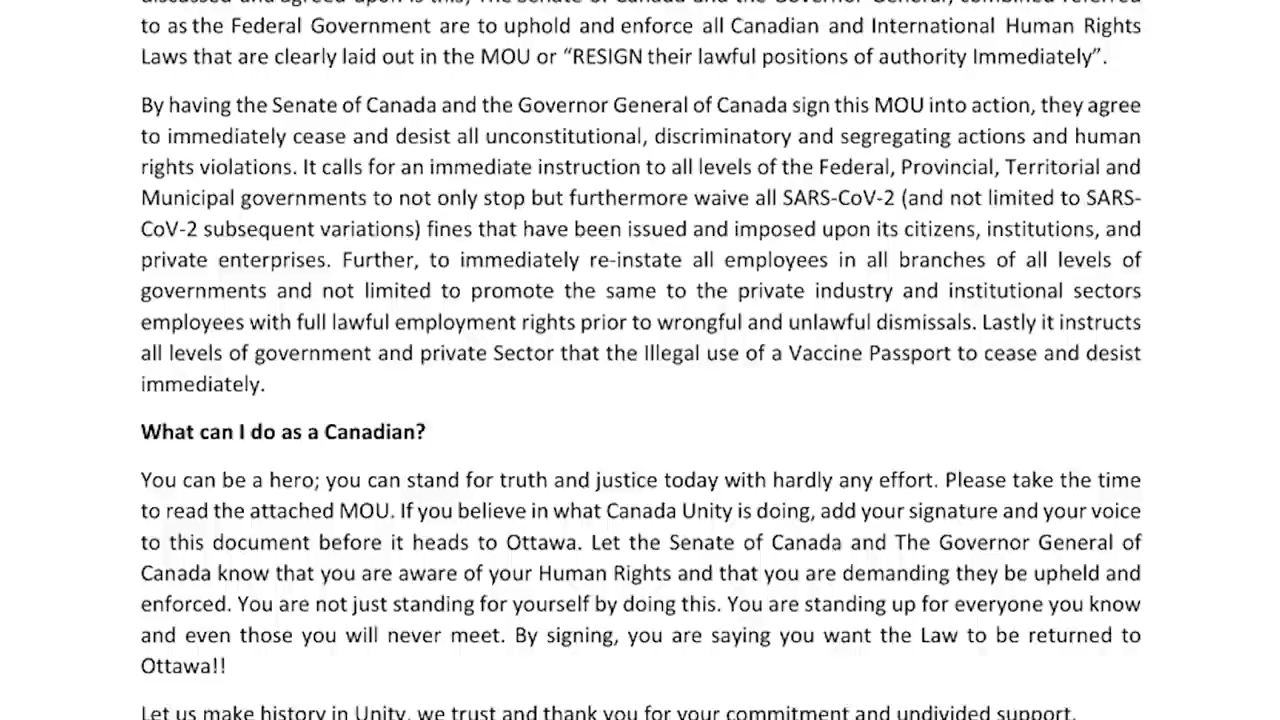 discussed and agreed upon is this, The Senate of Canada and the Governor General, combined referred
to as the Federal Government are to uphold and enforce all Canadian and International Human Rights
Laws that are clearly laid out in the MOU or “RESIGN their lawful positions of authority Immediately”.
By having the Senate of Canada and the Governor General of Canada sign this MOU into action, they agree
to immediately cease and desist all unconstitutional, discriminatory and segregating actions and human
rights violations. It calls for an immediate instruction to all levels of the Federal, Provincial, Territorial and
Municipal governments to not only stop but furthermore waive all SARS-CoV-2 (and not limited to SARS-
CoV-2 subsequent variations) fines that have been issued and imposed upon its citizens, institutions, and
private enterprises. Further, to immediately re-instate all employees in all branches of all levels of
governments and not limited to promote the same to the private industry and institutional sectors
employees with full lawful employment rights prior to wrongful and unlawful dismissals. Lastly it instructs
all levels of government and private Sector that the Illegal use of a Vaccine Passport to cease and desist
immediately.
What can I do as a Canadian?
You can be a hero; you can stand for truth and justice today with hardly any effort. Please take the time
to read the attached MOU. If you believe in what Canada Unity is doing, add your signature and your voice
to this document before it heads to Ottawa. Let the Senate of Canada and The Governor General of
Canada know that you are aware of your Human Rights and that you are demanding they be upheld and
enforced. You are not just standing for yourself by doing this. You are standing up for everyone you know
and even those you will never meet. By signing, you are saying you want the Law to be returned to
Ottawa!!
Let us make history in Unity, we trust and thank you for your commitment and undivided support.